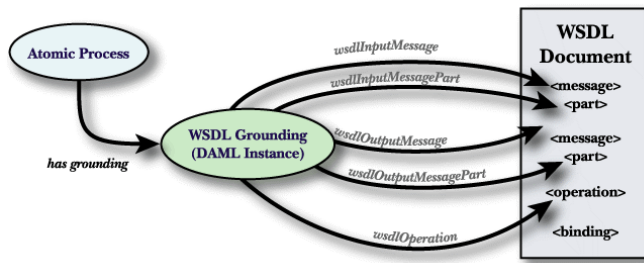 Atomic Process
has grounding
WSDL Grounding
(DAML Instance)
wsdlInputMessage
wsdlInputMessagePart
wsdlOutputMessage
wsdlOutputMessagePart
wsdlOperation
WSDL
Document
<message>
<part>
<message>
<part>
<operation>
<binding>